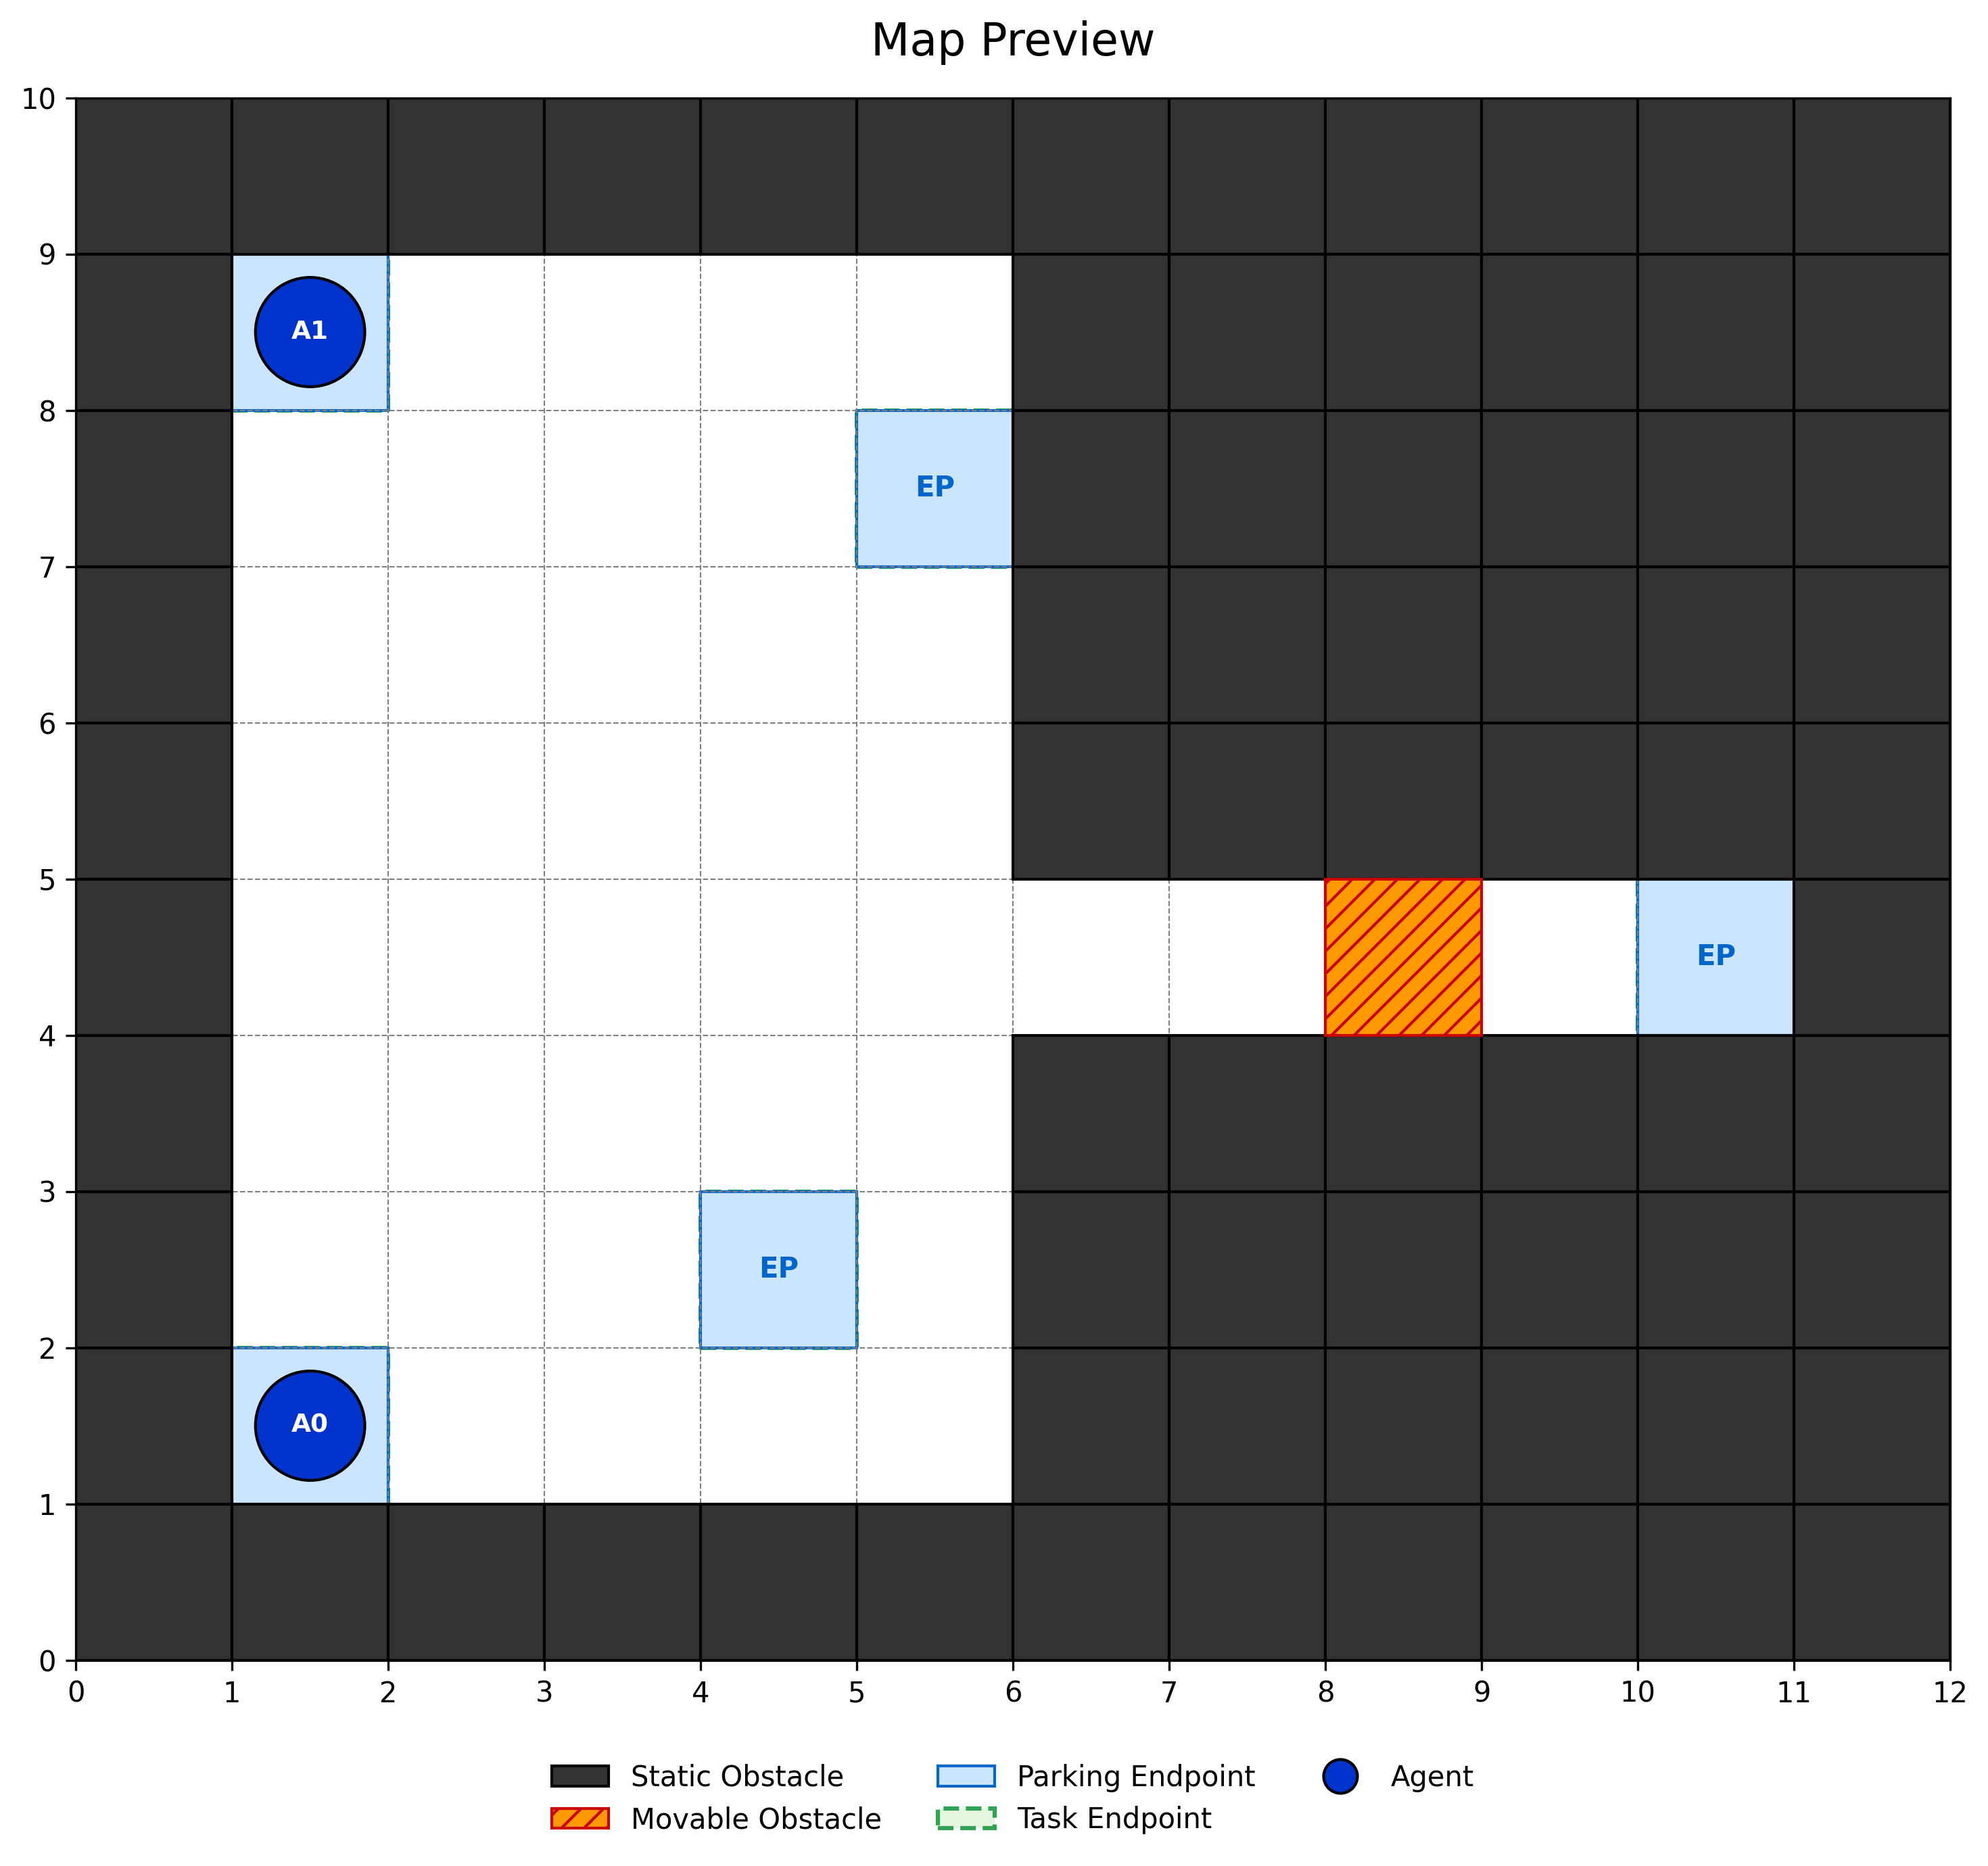 Map Preview
10
9
A1
8
EP
7
6
5
EP
4
3
EP
2
A0
1
0
0 1 2 3 4 5 6 7 8 9 10 11 12
Static Obstacle Parking Endpoint Agent
Movable Obstacle Task Endpoint